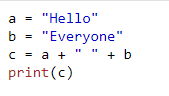 a = "Hello"
b = "Everyone"
c = a + " " + b
print(c)